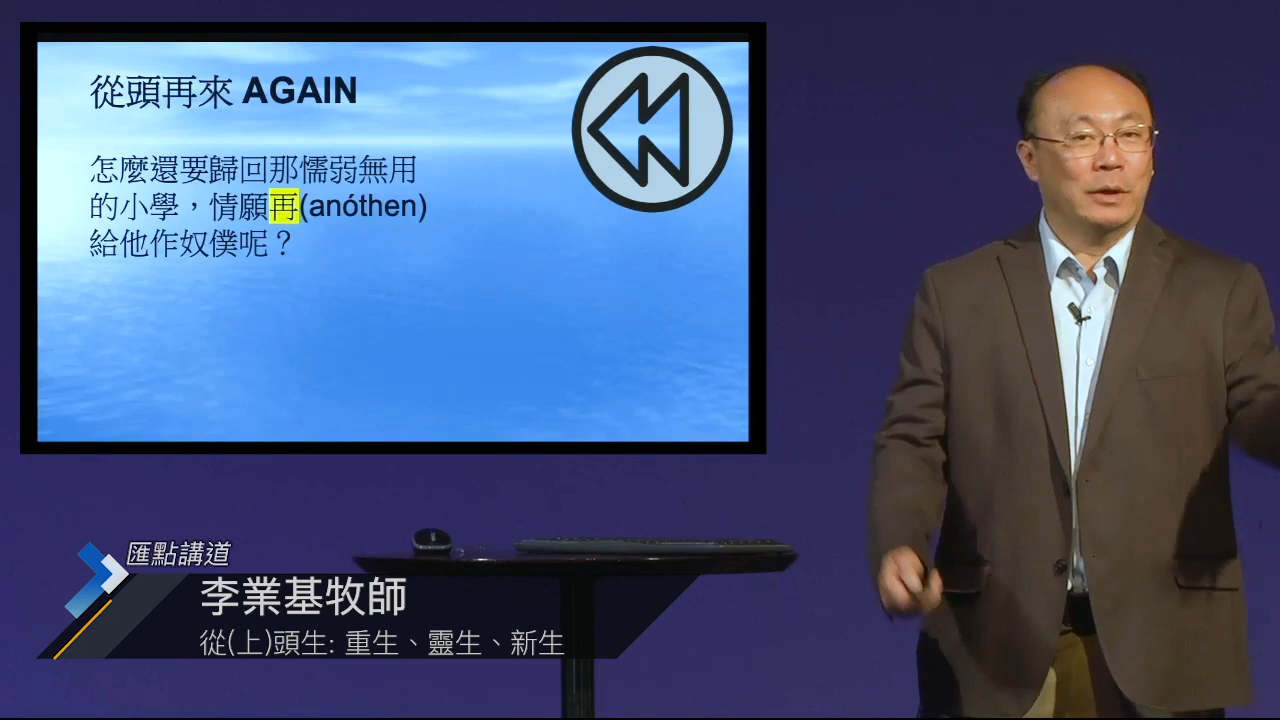 從頭再來 AGAIN
怎麼還要歸回那懦弱無用
的小學，情願再(anóthen)
給他作奴僕呢？
匯點講道
李業基牧師
從(上)頭生: 重生、靈生、新生